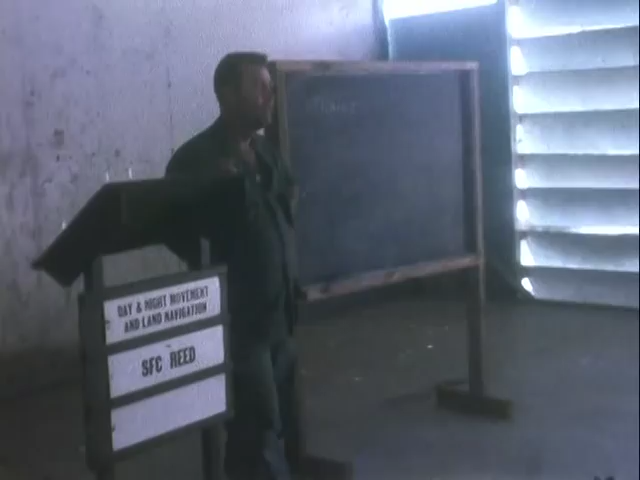 DAY & NIGHT MOVEMENT
AND LAND NAVIGATION
SFC REED